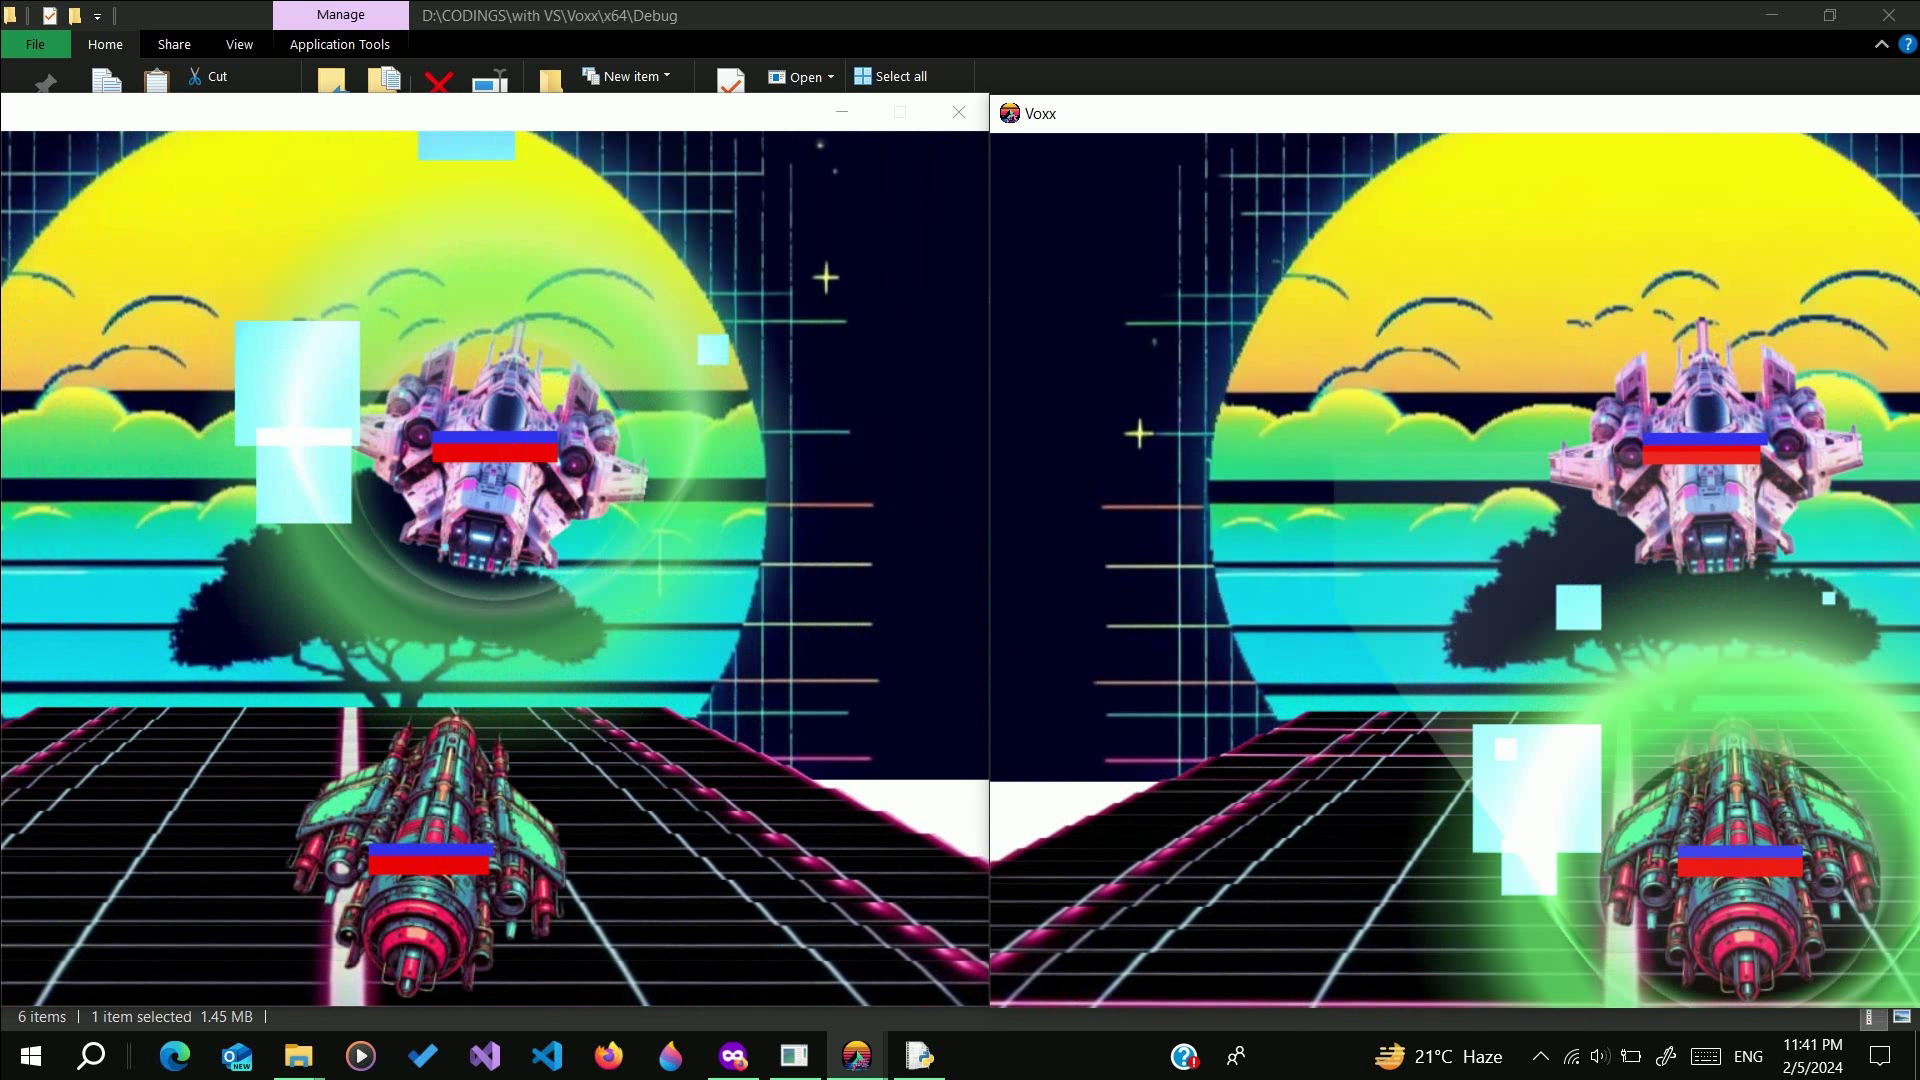 Manage
D:\CODINGS\with VS\Voxx\x64\Debug
File Home Share View Application Tools
Cut
New item
Open
Select all
Voxx
6 items 1 item selected 1.45 MB
NEW
21°C Haze
ENG
11:41 PM
2/5/2024